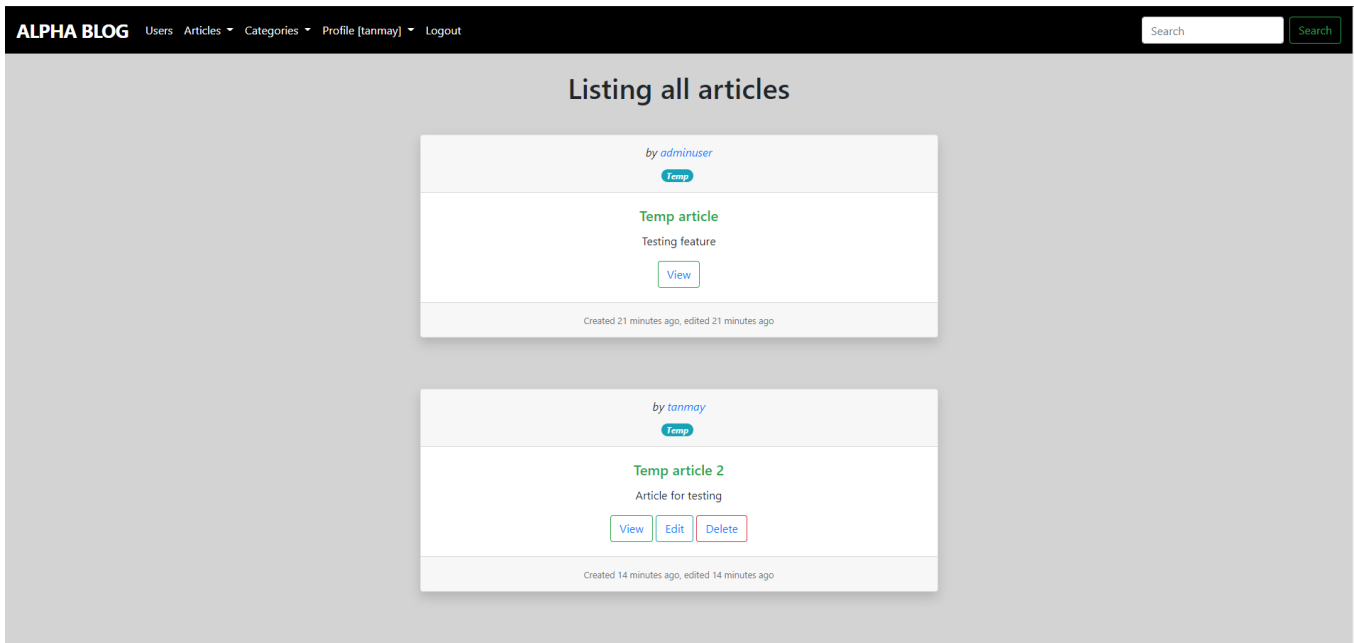 ALPHA BLOG Users Articles Categories Profile [tanmay] Logout Search Search
Listing all articles
by adminuser
Temp
Temp article
Testing feature
View
Created 21 minutes ago, edited 21 minutes ago
by tanmay
Temp
Temp article 2
Article for testing
View Edit Delete
Created 14 minutes ago, edited 14 minutes ago